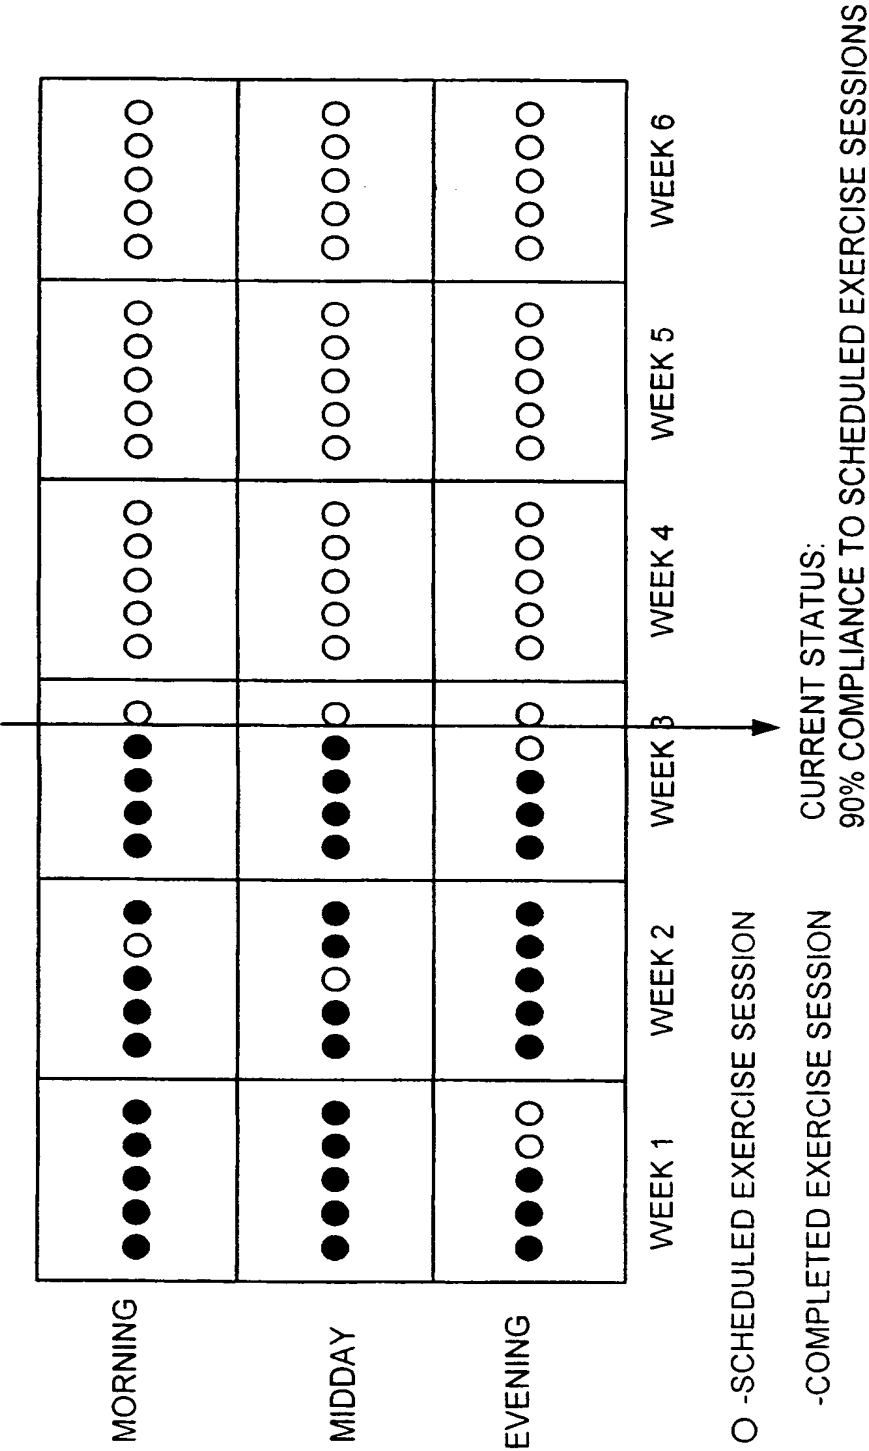 MORNING
MIDDAY
EVENING
WEEK 1
WEEK 2
WEEK 3
WEEK 4
WEEK 5
WEEK 6
O -SCHEDULED EXERCISE SESSION
-COMPLETED EXERCISE SESSION
CURRENT STATUS:
90% COMPLIANCE TO SCHEDULED EXERCISE SESSIONS